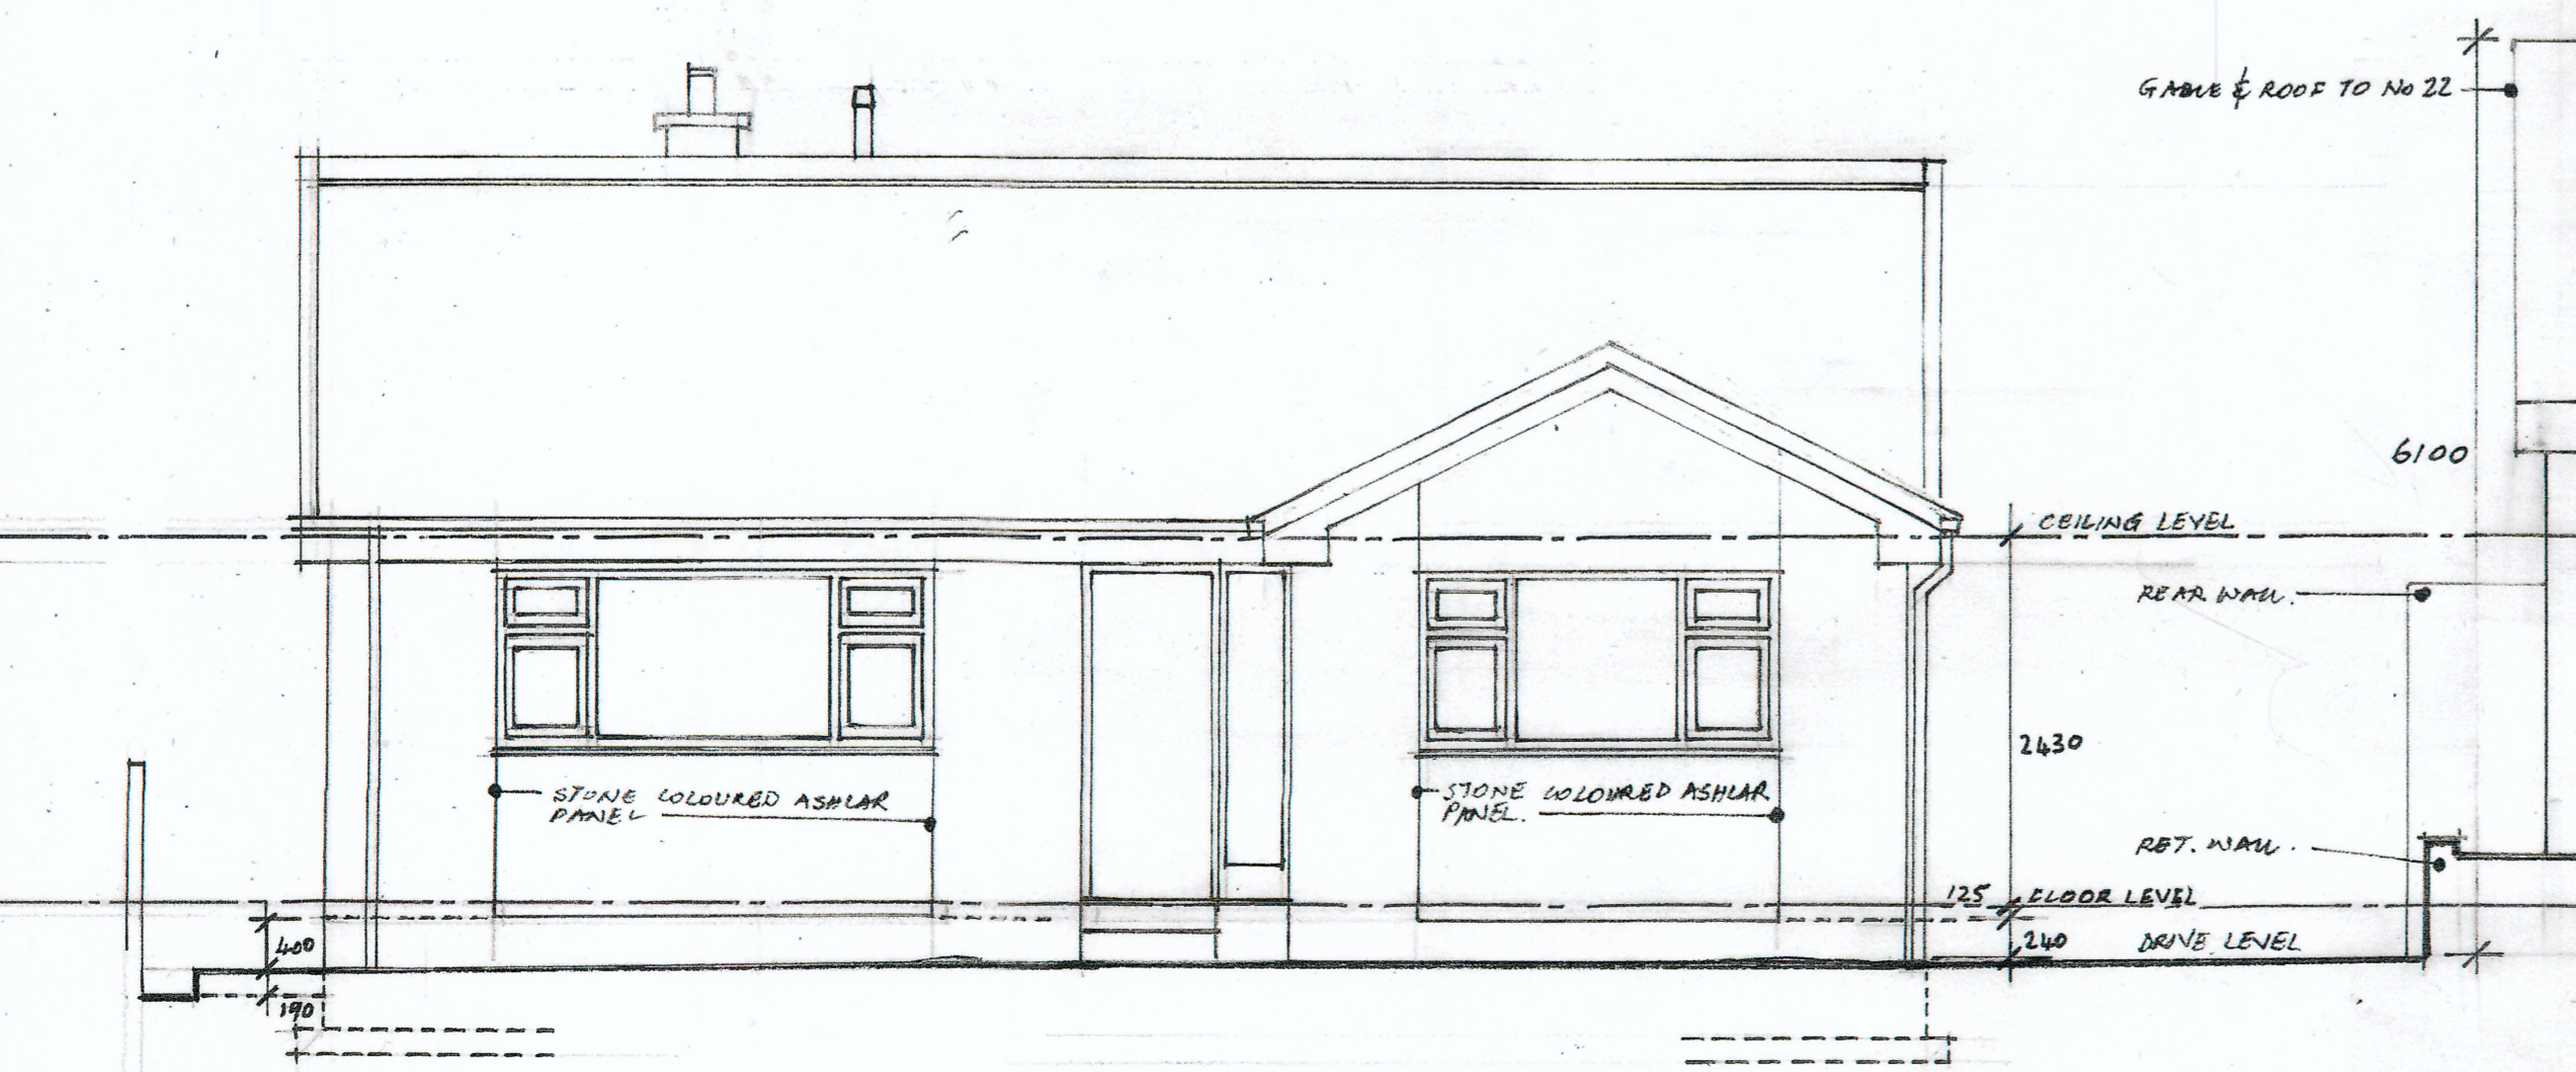 GABLE & ROOF TO No 22
6100
CEILING LEVEL
REAR WALL.
2430
STONE COLOURED ASHLAR
PANEL
STONE COLOURED ASHLAR
PANEL.
RET. WALL.
125
FLOOR LEVEL
400
240
DRIVE LEVEL
190